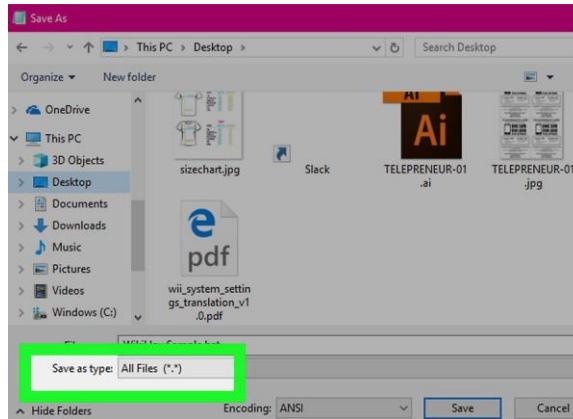 Save As
This PC > Desktop >
Search Desktop
Organize
New folder
OneDrive
This PC
3D Objects
Desktop
Documents
Downloads
Music
Pictures
Videos
Windows (C:)
sizechart.jpg
Slack
Ai
Ai
TELEPRENEUR-01
.ai
TELEPRENEUR-01
.jpg
e
pdf
wii_system_settin
gs_translation_v1
.0.pdf
Save as type: All Files (*.*)
Hide Folders
Encoding: ANSI
Save
Cancel